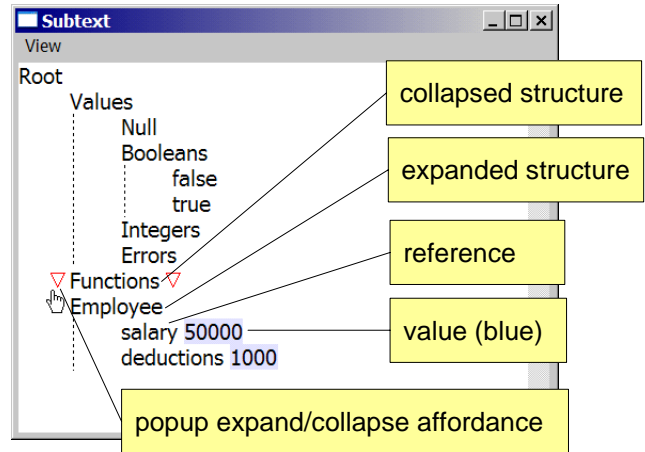 Subtext
View
Root
Values
Null
Booleans
false
true
Integers
Errors
Functions
Employee
salary 50000
deductions 1000
collapsed structure
expanded structure
reference
value (blue)
popup expand/collapse affordance